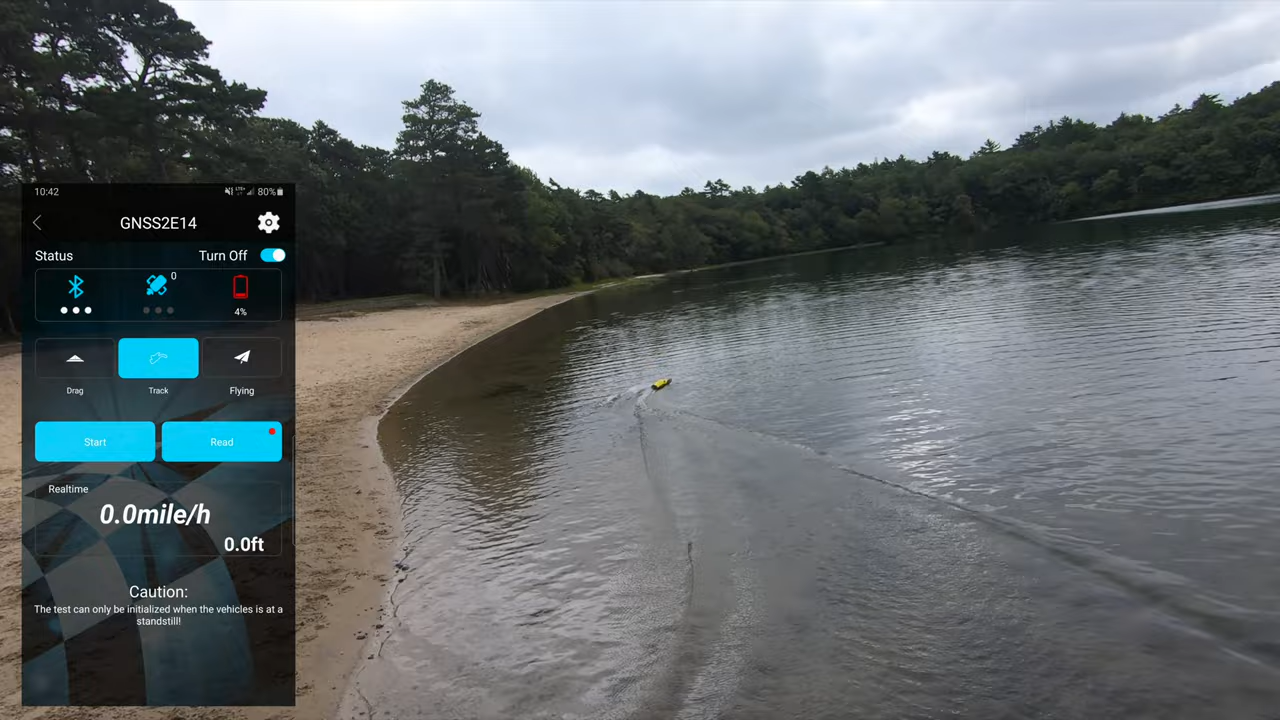 10:42 LTE+ 80%
GNSS2E14
Status Turn Off
0
4%
Drag Track Flying
Start Read
Realtime
0.0mile/h
0.0ft
Caution:
The test can only be initialized when the vehicles is at a
standstill!